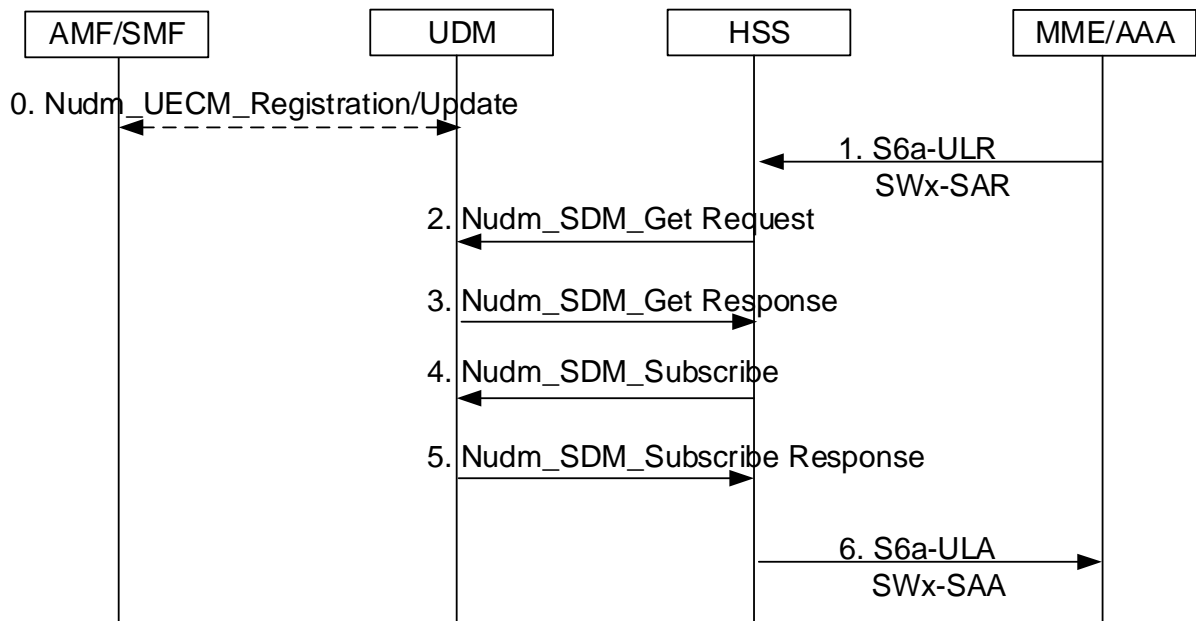 AMF/SMF
UDM
HSS
MME/AAA
0. Nudm_UECM_Registration/Update
1. S6a-ULR
SWx-SAR
2. Nudm_SDM_Get Request
3. Nudm_SDM_Get Response
4. Nudm_SDM_Subscribe
5. Nudm_SDM_Subscribe Response
6. S6a-ULA
SWx-SAA